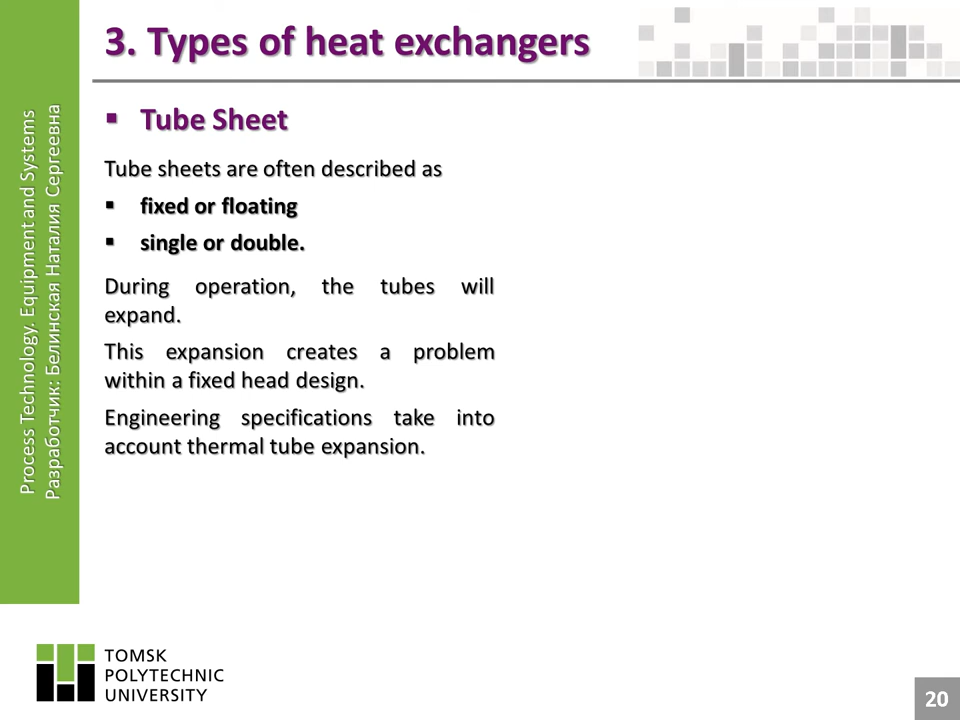 3. Types of heat exchangers
Process Technology. Equipment and Systems
Разработчик: Белинская Наталия Сергеевна
▪ Tube Sheet
Tube sheets are often described as
▪ fixed or floating
▪ single or double.
During operation, the tubes will
expand.
This expansion creates a problem
within a fixed head design.
Engineering specifications take into
account thermal tube expansion.
TOMSK
POLYTECHNIC
UNIVERSITY
20